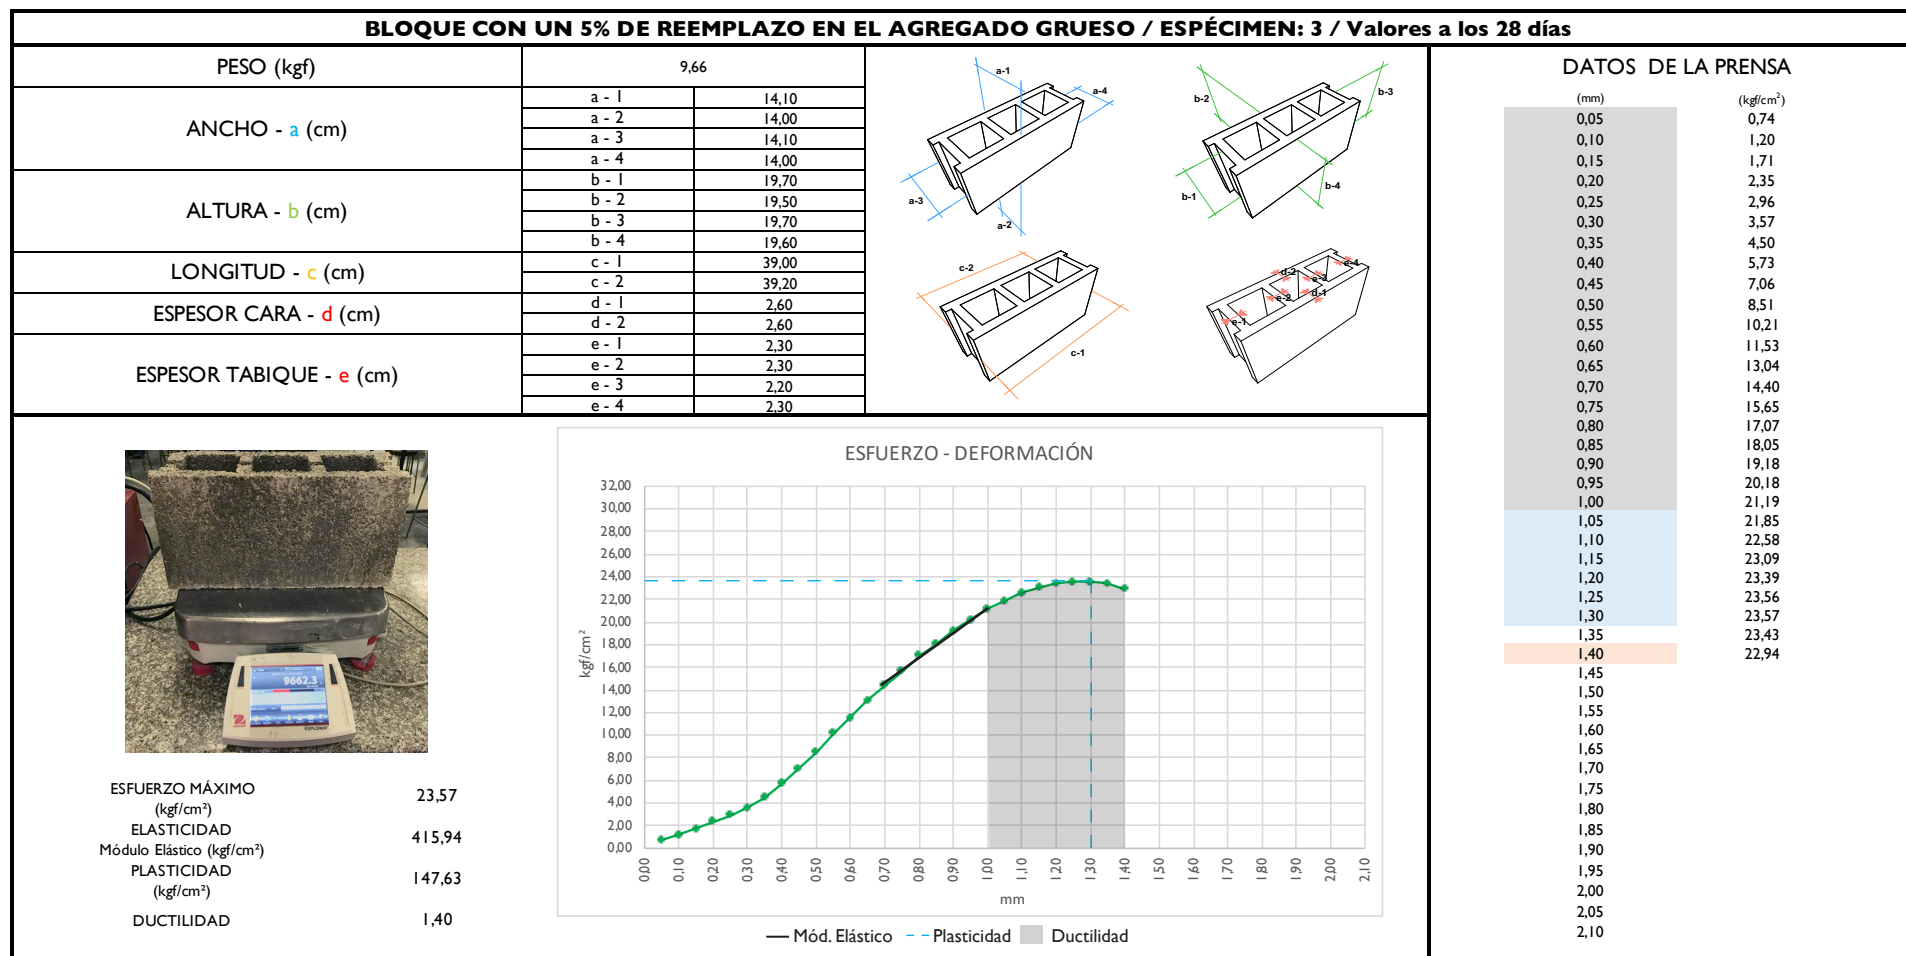 BLOQUE CON UN 5% DE REEMPLAZO EN EL AGREGADO GRUESO / ESPÉCIMEN: 3 / Valores a los 28 días
PESO (kgf) 9,66
ANCHO - a (cm)
a - 1 14,10
a - 2 14,00
a - 3 14,10
a - 4 14,00
ALTURA - b (cm)
b - 1 19,70
b - 2 19,50
b - 3 19,70
b - 4 19,60
LONGITUD - c (cm)
c - 1 39,00
c - 2 39,20
ESPESOR CARA - d (cm)
d - 1 2,60
d - 2 2,60
ESPESOR TABIQUE - e (cm)
e - 1 2,30
e - 2 2,30
e - 3 2,20
e - 4 2,30
a-1
a-4
a-3
a-2
b-2
b-3
b-1
b-4
c-2
c-1
d-2
e-4
e-3
e-2
d-1
e-1
DATOS DE LA PRENSA
(mm) (kgf/cm²)
0,05 0,74
0,10 1,20
0,15 1,71
0,20 2,35
0,25 2,96
0,30 3,57
0,35 4,50
0,40 5,73
0,45 7,06
0,50 8,51
0,55 10,21
0,60 11,53
0,65 13,04
0,70 14,40
0,75 15,65
0,80 17,07
0,85 18,05
0,90 19,18
0,95 20,18
1,00 21,19
1,05 21,85
1,10 22,58
1,15 23,09
1,20 23,39
1,25 23,56
1,30 23,57
1,35 23,43
1,40 22,94
1,45
1,50
1,55
1,60
1,65
1,70
1,75
1,80
1,85
1,90
1,95
2,00
2,05
2,10
9662.3
EXPLORER
ESFUERZO MÁXIMO
(kgf/cm²) 23,57
ELASTICIDAD
Módulo Elástico (kgf/cm²) 415,94
PLASTICIDAD
(kgf/cm²) 147,63
DUCTILIDAD 1,40
ESFUERZO - DEFORMACIÓN
kgf/cm²
32,00
30,00
28,00
26,00
24,00
22,00
20,00
18,00
16,00
14,00
12,00
10,00
8,00
6,00
4,00
2,00
0,00
0,00 0,10 0,20 0,30 0,40 0,50 0,60 0,70 0,80 0,90 1,00 1,10 1,20 1,30 1,40 1,50 1,60 1,70 1,80 1,90 2,00 2,10
mm
Mód. Elástico Plasticidad Ductilidad